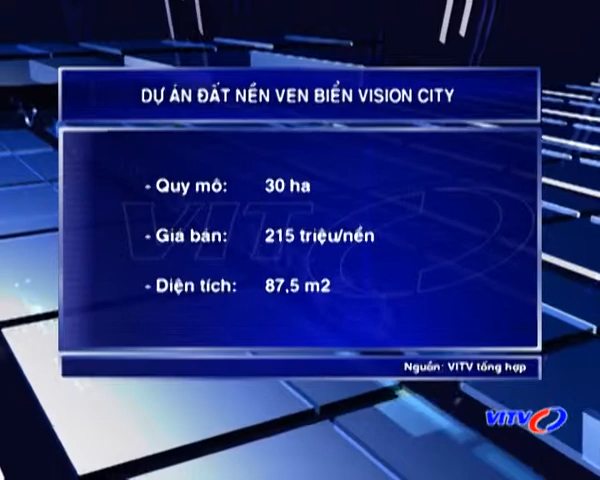 DỰ ÁN ĐẤT NỀN VEN BIỂN VISION CITY
- Quy mô: 30 ha
- Giá bán: 215 triệu/nền
- Diện tích: 87,5 m2
Nguồn: VITV tổng hợp
VITV